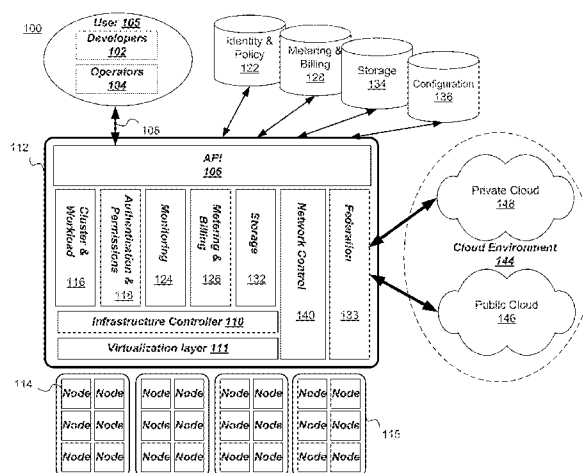 100
User 105
Developers
102
Operators
104
108
Identity &
Policy
122
Metering &
Billing
128
Storage
134
Configuration
136
112
API
106
Cluster &
Workload
116
Authentication &
Permissions
118
Monitoring
124
Metering &
Billing
126
Storage
132
Network Control
140
Federation
133
Infrastructure Controller 110
Virtualization layer 111
Private Cloud
148
Cloud Environment
144
Public Cloud
146
114
Node Node Node Node Node Node Node Node
Node Node Node Node Node Node Node Node
Node Node Node Node Node Node Node Node
115